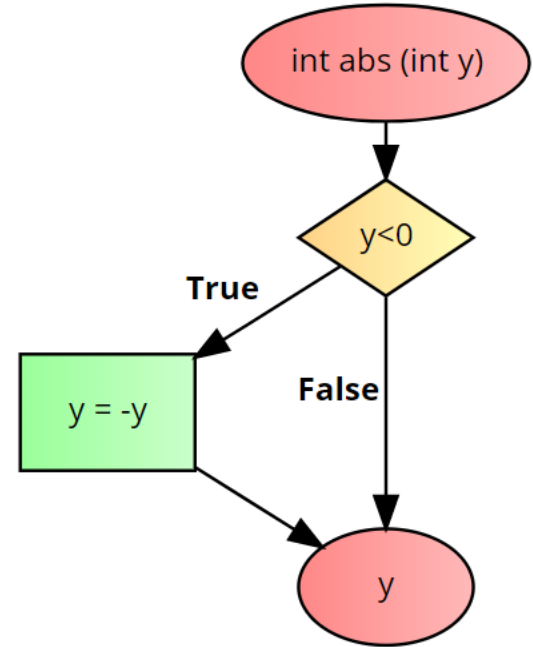 int abs (int y)
y<0
True
False
y = -y
y